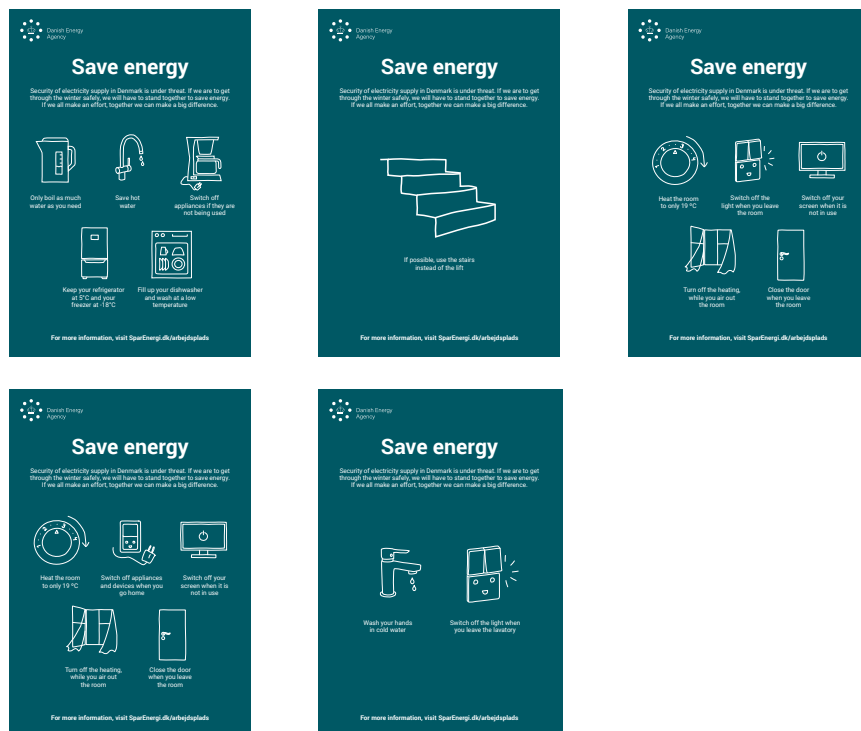 Danish Energy
Agency
Save energy
Security of electricity supply in Denmark is under threat. If we are to get
through the winter safely, we will have to stand together to save energy.
If we all make an effort, together we can make a big difference.
Only boil as much
water as you need
Save hot
water
Switch off
appliances if they are
not being used
Keep your refrigerator
at 5°C and your
freezer at -18°C
Fill up your dishwasher
and wash at a low
temperature
For more information, visit SparEnergi.dk/arbejdsplads
Danish Energy
Agency
Save energy
Security of electricity supply in Denmark is under threat. If we are to get
through the winter safely, we will have to stand together to save energy.
If we all make an effort, together we can make a big difference.
If possible, use the stairs
instead of the lift
For more information, visit SparEnergi.dk/arbejdsplads
Danish Energy
Agency
Save energy
Security of electricity supply in Denmark is under threat. If we are to get
through the winter safely, we will have to stand together to save energy.
If we all make an effort, together we can make a big difference.
1 2 3 4
Heat the room
to only 19 ºC
Switch off the
light when you leave
the room
Switch off your
screen when it is
not in use
Turn off the heating,
while you air out
the room
Close the door
when you leave
the room
For more information, visit SparEnergi.dk/arbejdsplads
Danish Energy
Agency
Save energy
Security of electricity supply in Denmark is under threat. If we are to get
through the winter safely, we will have to stand together to save energy.
If we all make an effort, together we can make a big difference.
1 2 3 4
Heat the room
to only 19 ºC
Switch off appliances
and devices when you
go home
Switch off your
screen when it is
not in use
Turn off the heating,
while you air out
the room
Close the door
when you leave
the room
For more information, visit SparEnergi.dk/arbejdsplads
Danish Energy
Agency
Save energy
Security of electricity supply in Denmark is under threat. If we are to get
through the winter safely, we will have to stand together to save energy.
If we all make an effort, together we can make a big difference.
Wash your hands
in cold water
Switch off the light when
you leave the lavatory
For more information, visit SparEnergi.dk/arbejdsplads